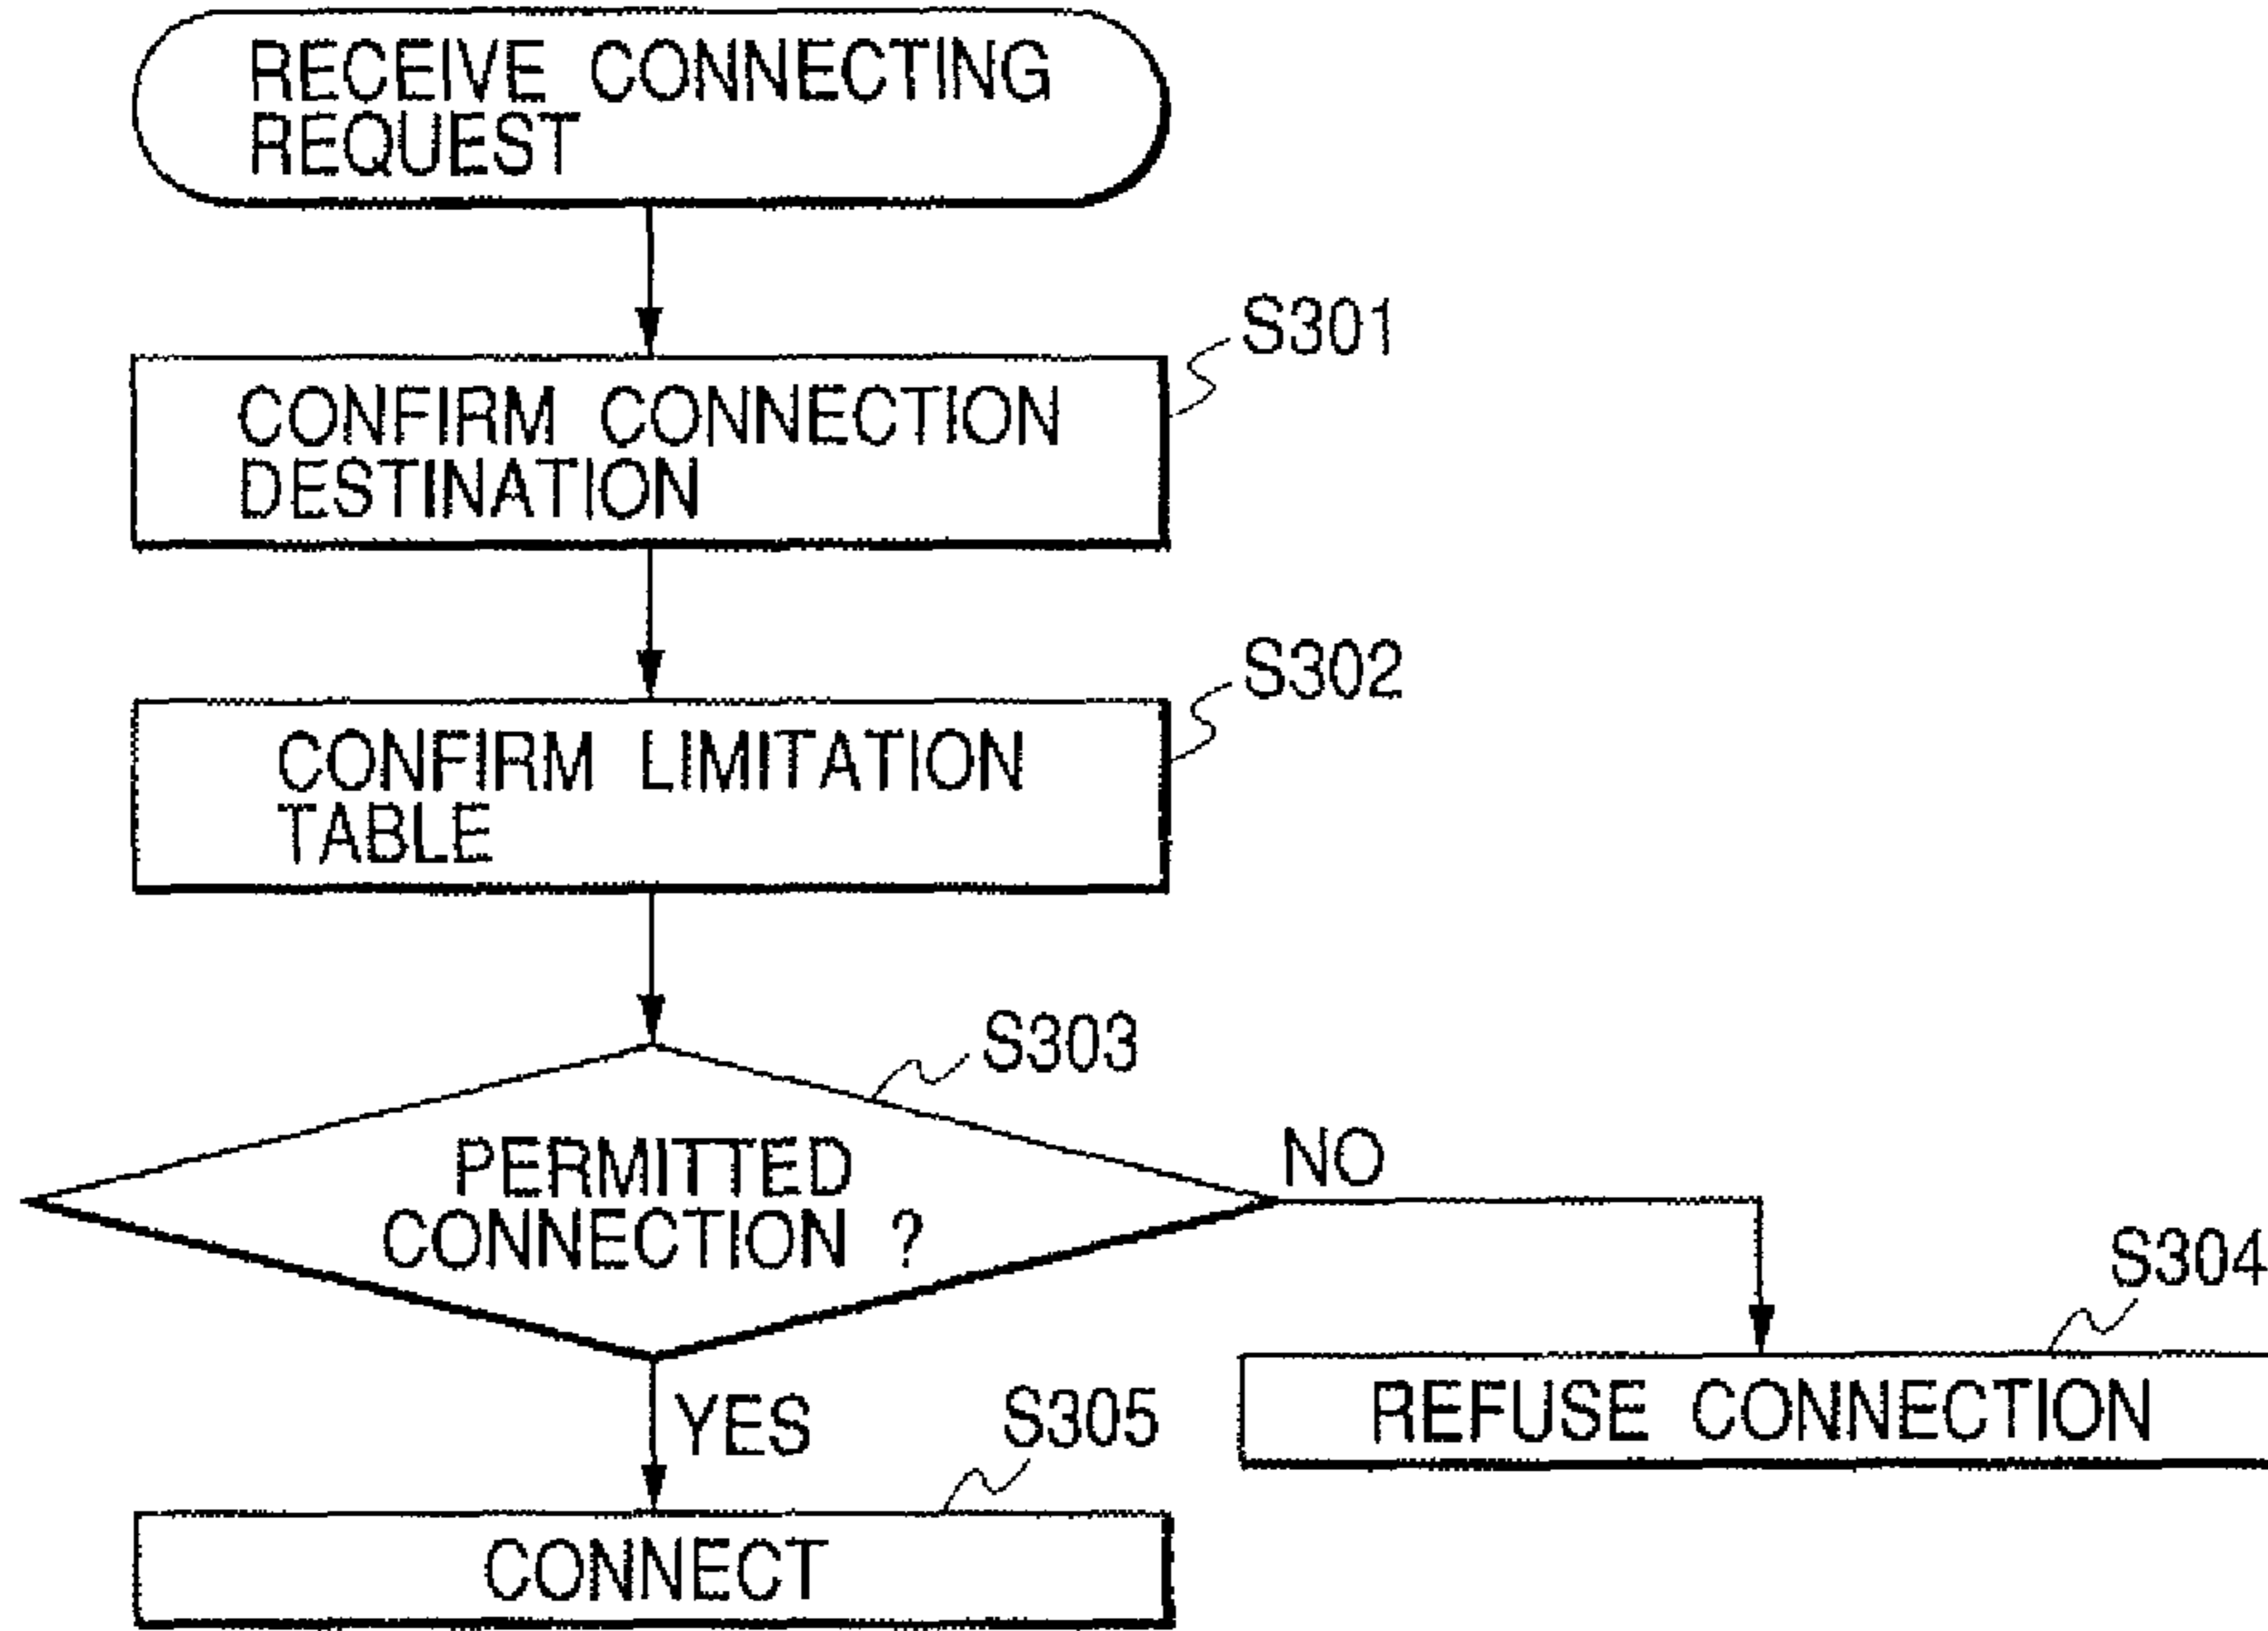 RECEIVE CONNECTING
REQUEST
S301
CONFIRM CONNECTION
DESTINATION
S302
CONFIRM LIMITATION
TABLE
S303
PERMITTED
CONNECTION ?
NO
S304
REFUSE CONNECTION
YES
S305
CONNECT